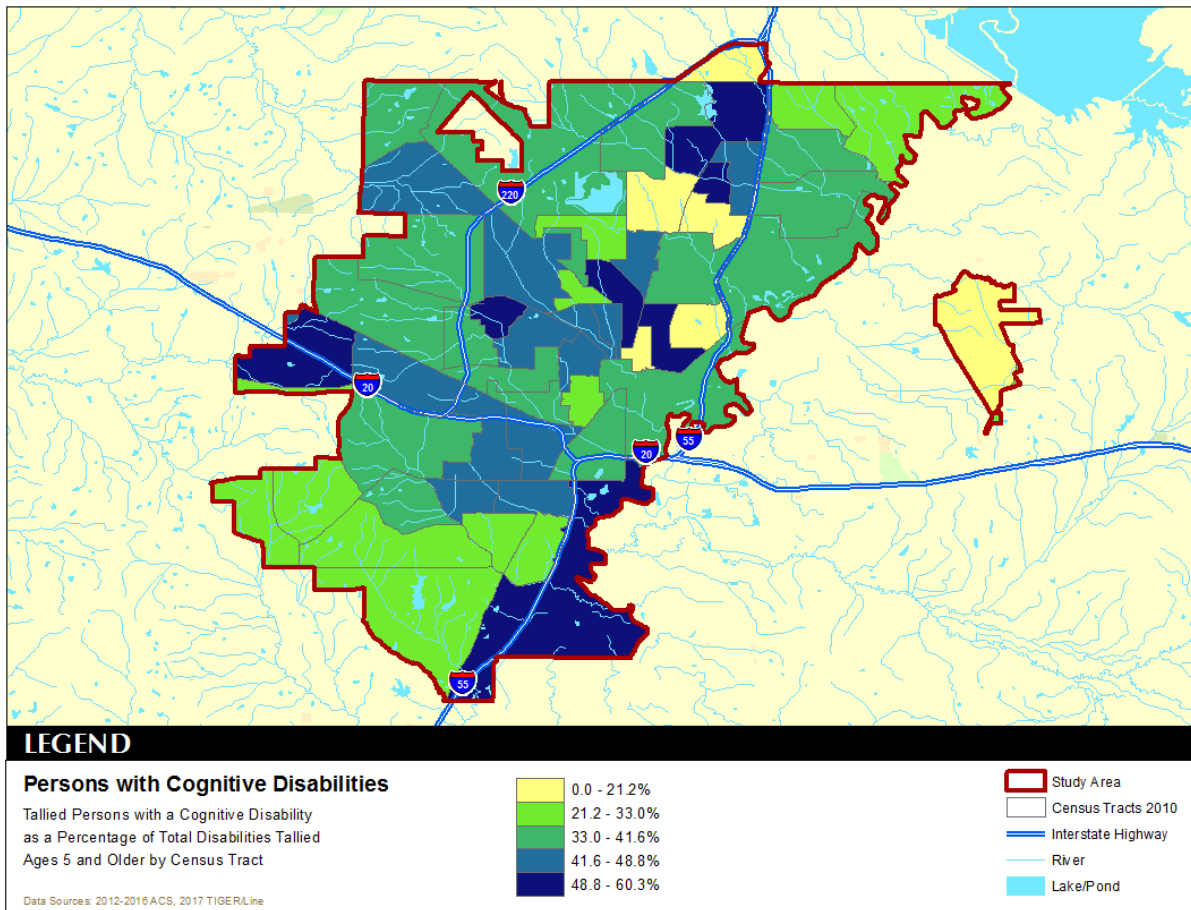 220
20
20
55
55
LEGEND
Persons with Cognitive Disabilities
Tallied Persons with a Cognitive Disability
as a Percentage of Total Disabilities Tallied
Ages 5 and Older by Census Tract
Data Sources: 2012-2016 ACS, 2017 TIGER/Line
0.0 - 21.2%
21.2 - 33.0%
33.0 - 41.6%
41.6 - 48.8%
48.8 - 60.3%
Study Area
Census Tracts 2010
Interstate Highway
River
Lake/Pond